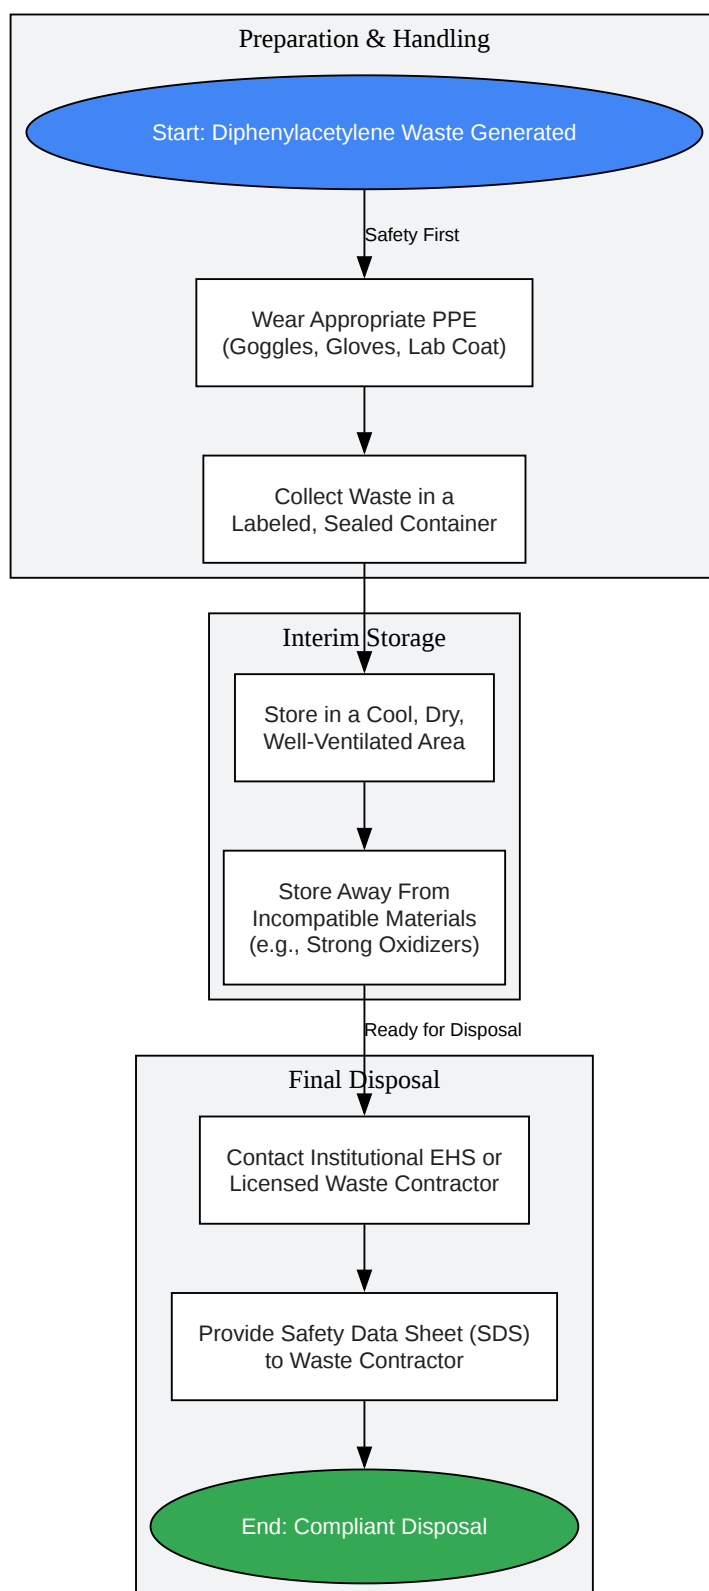 Preparation & Handling
Start: Diphenylacetylene Waste Generated
Safety First
Wear Appropriate PPE
(Goggles, Gloves, Lab Coat)
Collect Waste in a
Labeled, Sealed Container
Interim Storage
Store in a Cool, Dry,
Well-Ventilated Area
Store Away From
Incompatible Materials
(e.g., Strong Oxidizers)
Ready for Disposal
Final Disposal
Contact Institutional EHS or
Licensed Waste Contractor
Provide Safety Data Sheet (SDS)
to Waste Contractor
End: Compliant Disposal